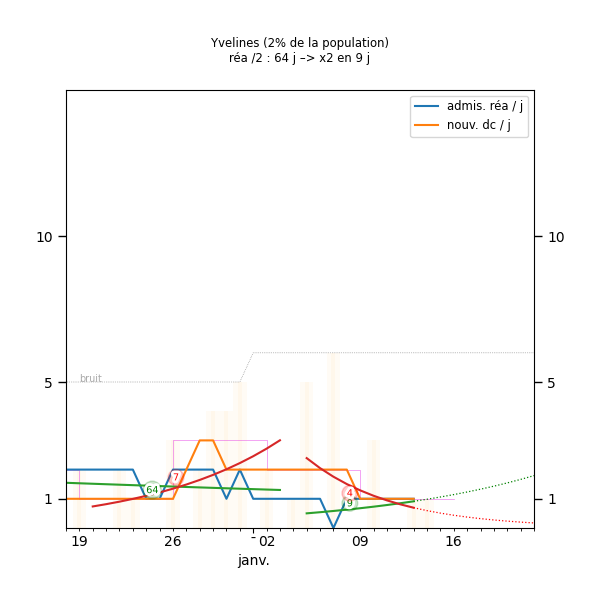 Yvelines (2% de la population)
réa /2 : 64 j –> x2 en 9 j
admis. réa / j
nouv. dc / j
10
10
5
5
bruit
7
64
4
9
1
1
19
26
02
09
16
janv.